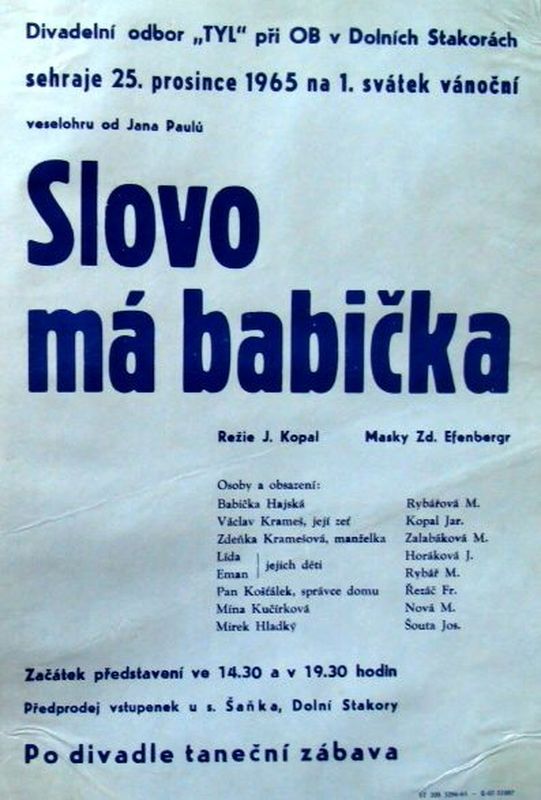 Divadelní odbor „TYL“ při OB v Dolních Stakorách
sehraje 25. prosince 1965 na 1. svátek vánoční
veselohru od Jana Paulů
Slovo
má babička
Režie J. Kopal Masky Zd. Efenbergr
Osoby a obsazení:
Babička Hajská Rybářová M.
Václav Krameš, její zeť Kopal Jar.
Zdeňka Kramešová, manželka Zalabáková M.
Lída Horáková J.
jejich děti
Eman Rybář M.
Pan Košťálek, správce domu Řezáč Fr.
Mína Kučírková Nová M.
Mirek Hladký Šouta Jos.
Začátek představení ve 14.30 a v 19.30 hodin
Předprodej vstupenek u s. Šaňka, Dolní Stakory
Po divadle taneční zábava